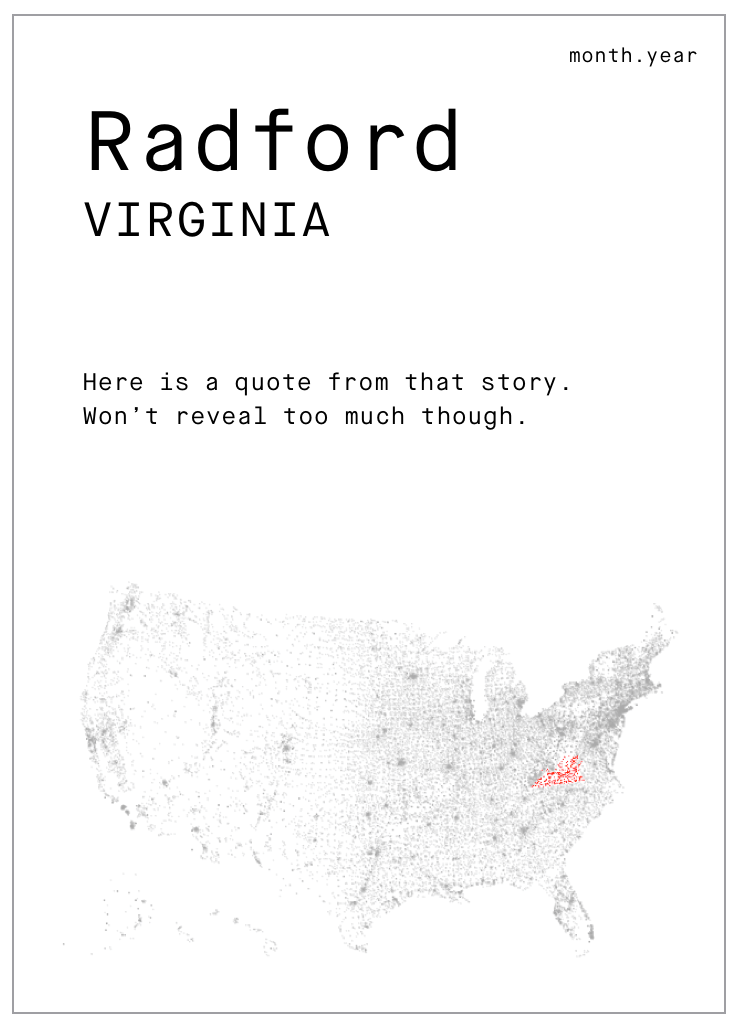 month.year
Radford
VIRGINIA
Here is a quote from that story.
Won’t reveal too much though.